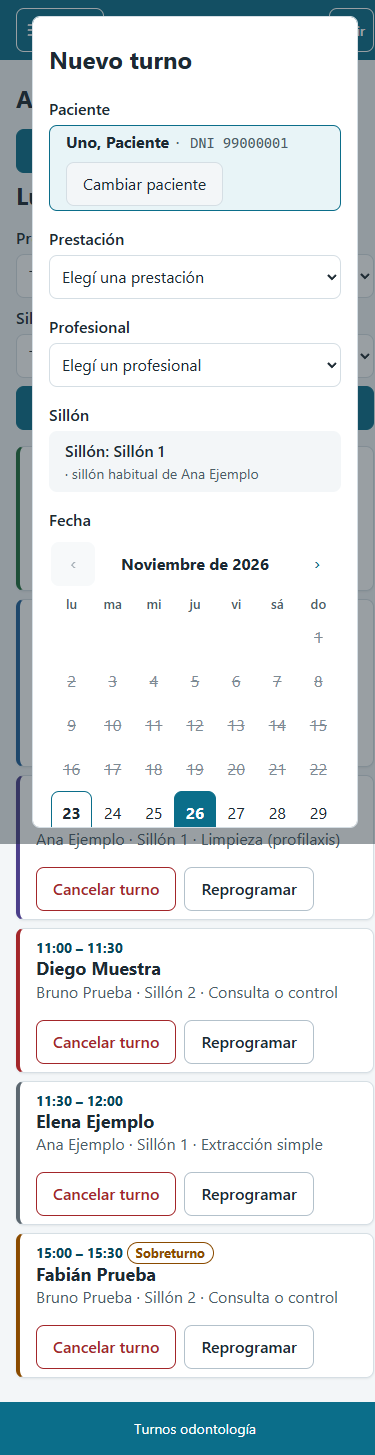 Nuevo turno
Paciente
Uno, Paciente · DNI 99000001
Cambiar paciente
Prestación
Elegí una prestación
Profesional
Elegí un profesional
Sillón
Sillón: Sillón 1
· sillón habitual de Ana Ejemplo
Fecha
‹ Noviembre de 2026 ›
lu ma mi ju vi sá do
1
2 3 4 5 6 7 8
9 10 11 12 13 14 15
16 17 18 19 20 21 22
23 24 25 26 27 28 29
Ana Ejemplo · Sillón 1 · Limpieza (profilaxis)
Cancelar turno Reprogramar
11:00 – 11:30
Diego Muestra
Bruno Prueba · Sillón 2 · Consulta o control
Cancelar turno Reprogramar
11:30 – 12:00
Elena Ejemplo
Ana Ejemplo · Sillón 1 · Extracción simple
Cancelar turno Reprogramar
15:00 – 15:30 Sobreturno
Fabián Prueba
Bruno Prueba · Sillón 2 · Consulta o control
Cancelar turno Reprogramar
Turnos odontología